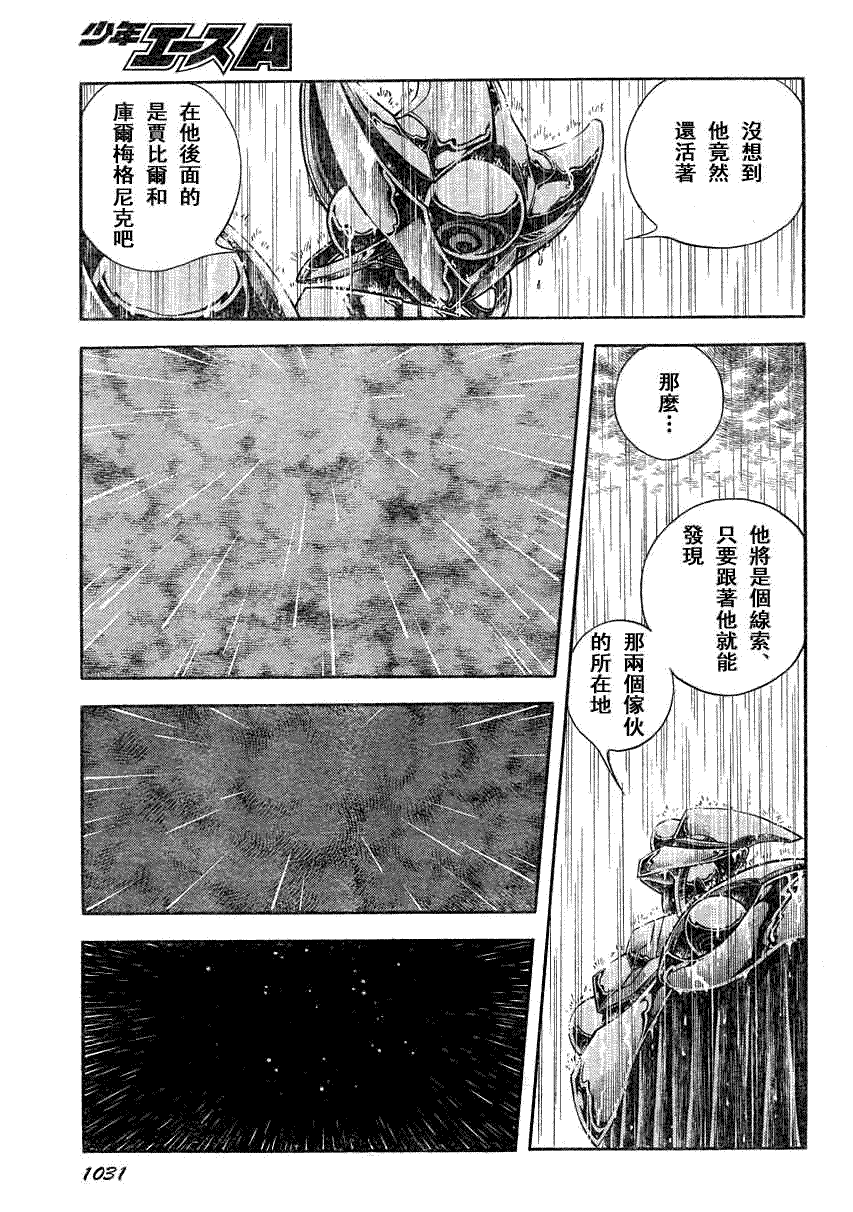 少年エースA
沒想到
他竟然
還活著
在他後面的
是賈比爾和
庫爾梅格尼克吧
那麼…
他將是個線索、
只要跟著他就能
發現
那兩個傢伙
的所在地
1031